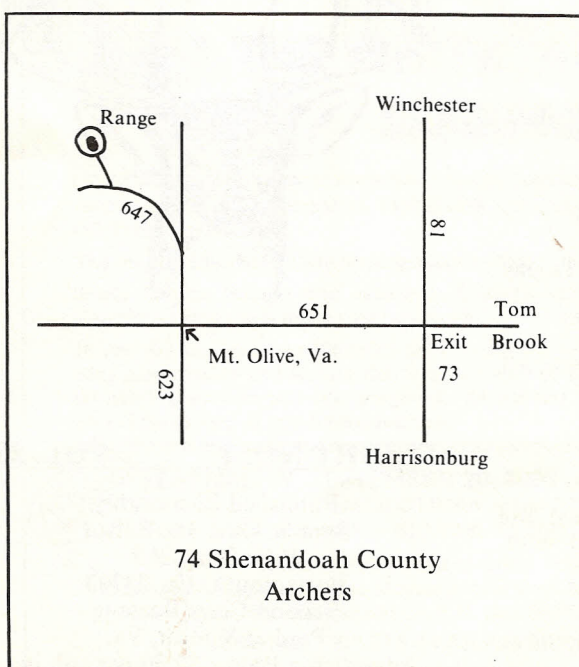 Range
Winchester
647
81
651
Tom
Mt. Olive, Va.
Exit
Brook
73
623
Harrisonburg
74 Shenandoah County
Archers